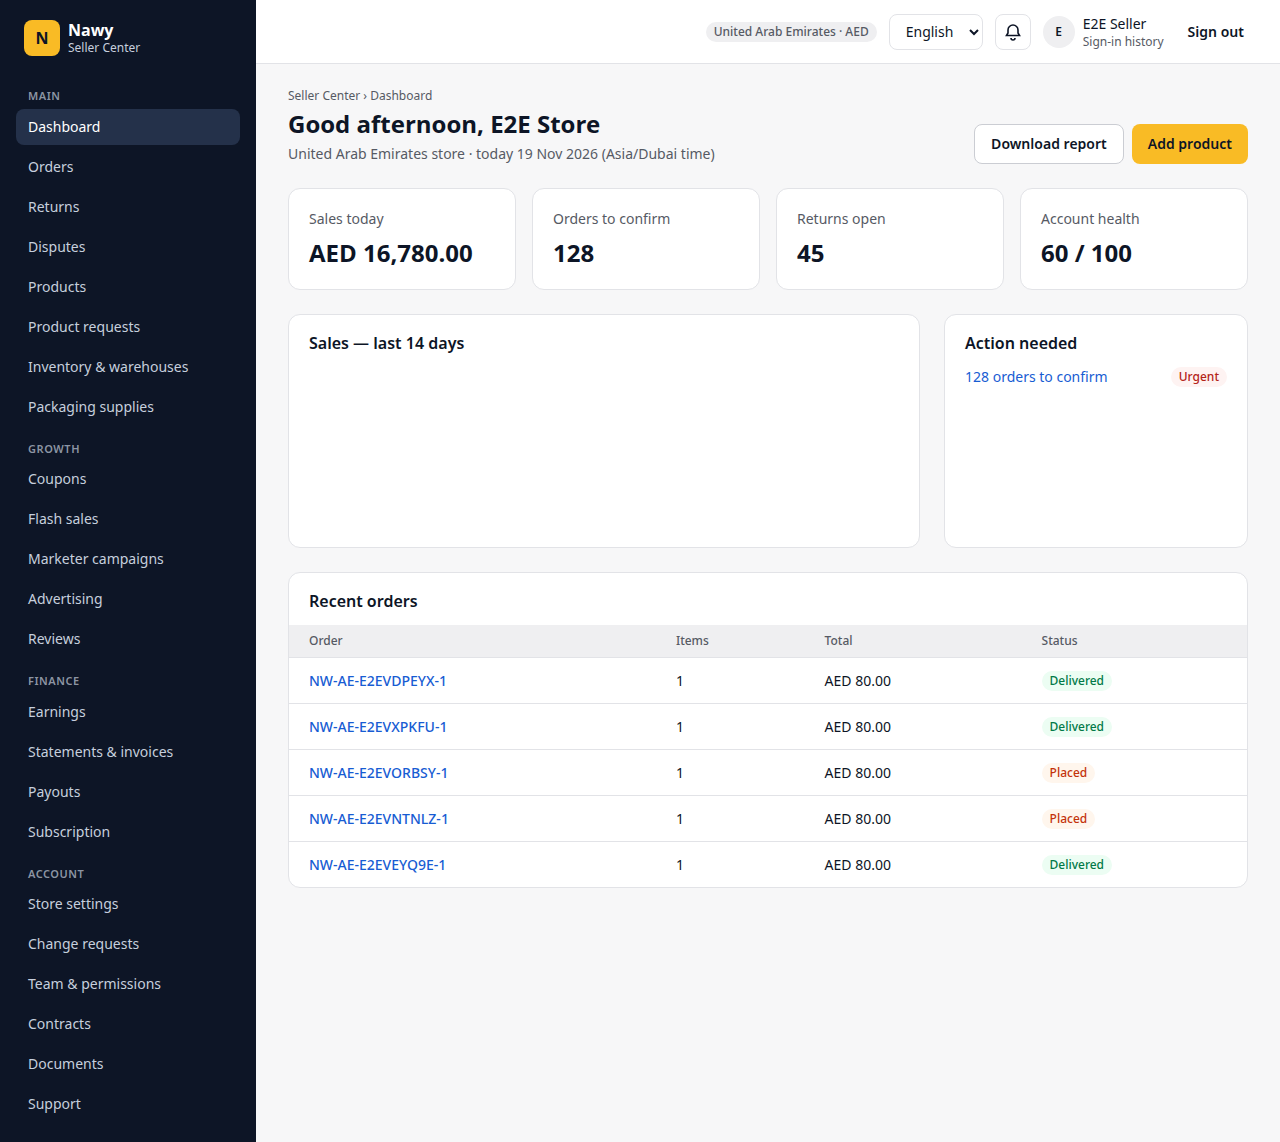 N
Nawy
Seller Center
MAIN
Dashboard
Orders
Returns
Disputes
Products
Product requests
Inventory & warehouses
Packaging supplies
GROWTH
Coupons
Flash sales
Marketer campaigns
Advertising
Reviews
FINANCE
Earnings
Statements & invoices
Payouts
Subscription
ACCOUNT
Store settings
Change requests
Team & permissions
Contracts
Documents
Support
United Arab Emirates · AED
English
E
E2E Seller
Sign-in history
Sign out
Seller Center › Dashboard
Good afternoon, E2E Store
United Arab Emirates store · today 19 Nov 2026 (Asia/Dubai time)
Download report
Add product
Sales today
AED 16,780.00
Orders to confirm
128
Returns open
45
Account health
60 / 100
Sales — last 14 days
Action needed
128 orders to confirm Urgent
Recent orders
Order Items Total Status
NW-AE-E2EVDPEYX-1 1 AED 80.00 Delivered
NW-AE-E2EVXPKFU-1 1 AED 80.00 Delivered
NW-AE-E2EVORBSY-1 1 AED 80.00 Placed
NW-AE-E2EVNTNLZ-1 1 AED 80.00 Placed
NW-AE-E2EVEYQ9E-1 1 AED 80.00 Delivered